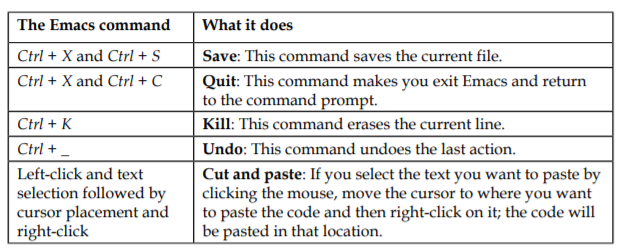 The Emacs command What it does
Ctrl + X and Ctrl + S Save: This command saves the current file.
Ctrl + X and Ctrl + C Quit: This command makes you exit Emacs and return
to the command prompt.
Ctrl + K Kill: This command erases the current line.
Ctrl + _ Undo: This command undoes the last action.
Left-click and text Cut and paste: If you select the text you want to paste by
selection followed by clicking the mouse, move the cursor to where you want
cursor placement and to paste the code and then right-click on it; the code will
right-click be pasted in that location.